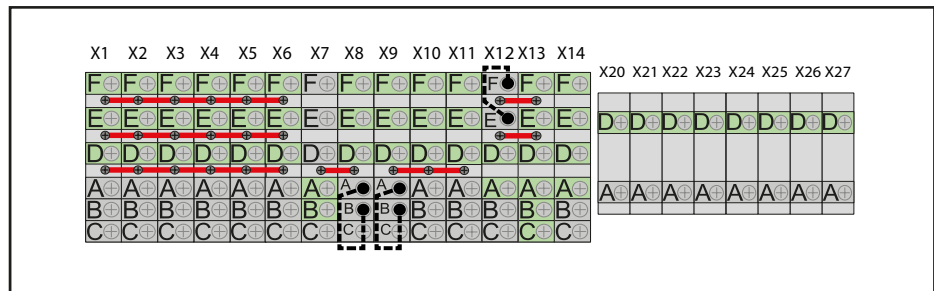 X1 X2 X3 X4 X5 X6 X7 X8 X9 X10 X11 X12 X13 X14
X20 X21 X22 X23 X24 X25 X26 X27
F F F F F F F F F F F F F F
E E E E E E E E E E E E E E
D D D D D D D D
D D D D D D D D D D D D D D
A A A A A A A A A A A A A A
A A A A A A A A
B B B B B B B B B B B B B B
C C C C C C C C C C C C C C